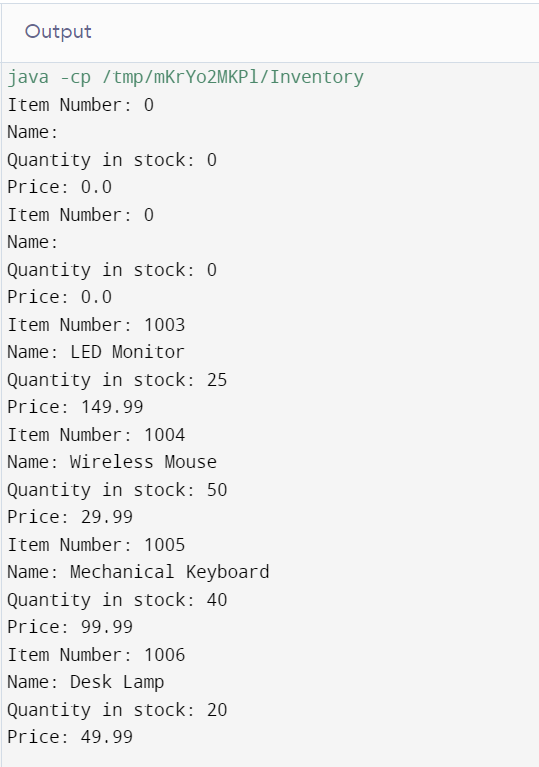 Output
java -cp /tmp/mKrYo2MKPl/Inventory
Item Number: 0
Name:
Quantity in stock: 0
Price: 0.0
Item Number: 0
Name:
Quantity in stock: 0
Price: 0.0
Item Number: 1003
Name: LED Monitor
Quantity in stock: 25
Price: 149.99
Item Number: 1004
Name: Wireless Mouse
Quantity in stock: 50
Price: 29.99
Item Number: 1005
Name: Mechanical Keyboard
Quantity in stock: 40
Price: 99.99
Item Number: 1006
Name: Desk Lamp
Quantity in stock: 20
Price: 49.99